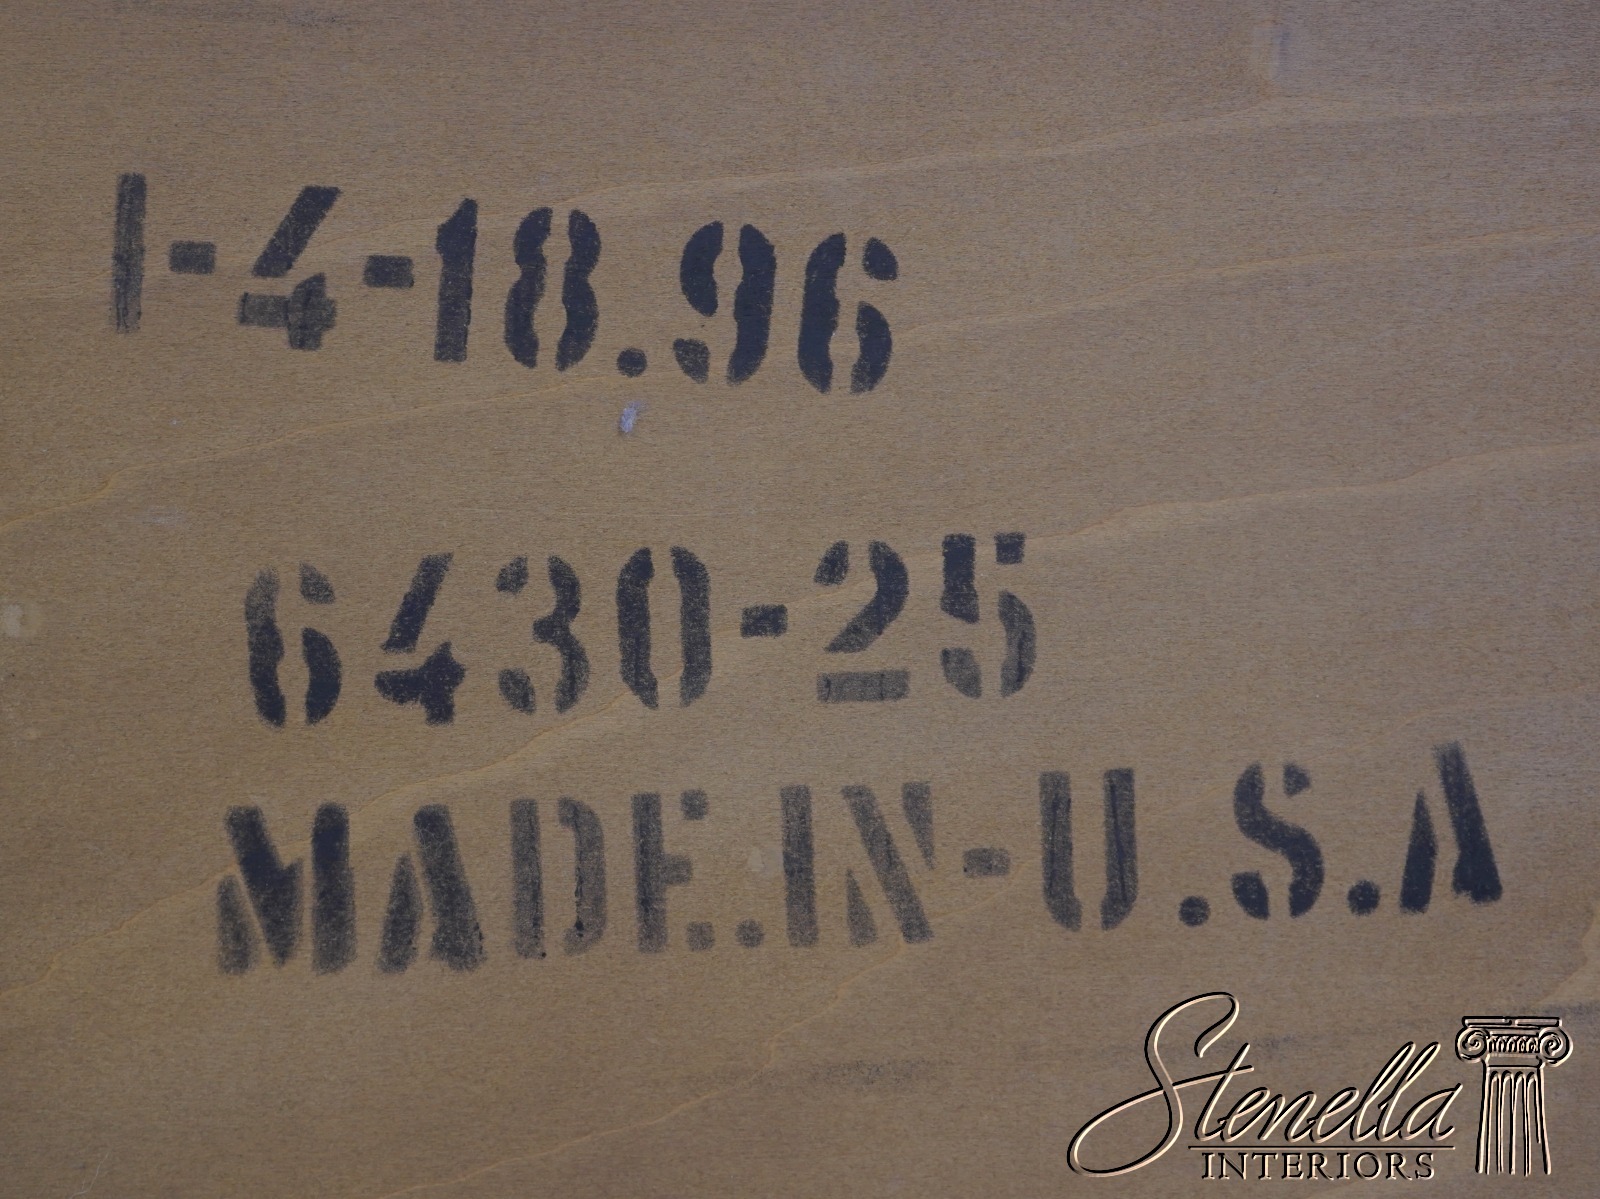 1-4-18.96
6430-25
MADE.IN-U.S.A
Stenella
INTERIORS